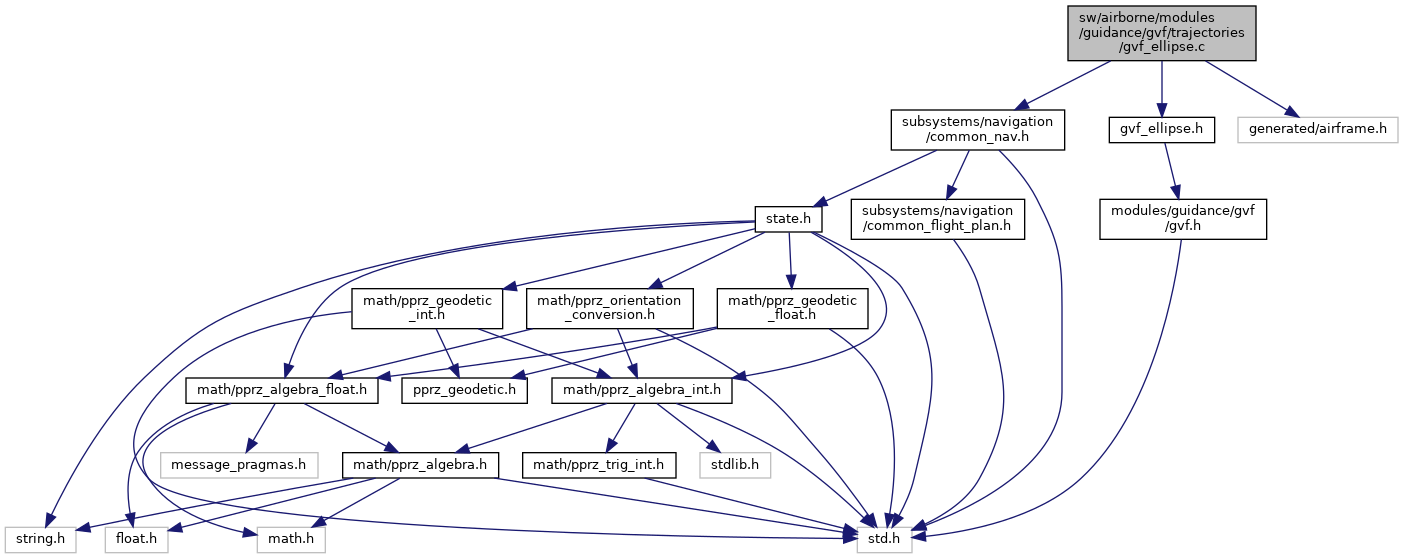 sw/airborne/modules
/guidance/gvf/trajectories
/gvf_ellipse.c
subsystems/navigation
/common_nav.h
gvf_ellipse.h
generated/airframe.h
state.h
subsystems/navigation
/common_flight_plan.h
modules/guidance/gvf
/gvf.h
math/pprz_geodetic
_int.h
math/pprz_orientation
_conversion.h
math/pprz_geodetic
_float.h
math/pprz_algebra_float.h
pprz_geodetic.h
math/pprz_algebra_int.h
message_pragmas.h
math/pprz_algebra.h
math/pprz_trig_int.h
stdlib.h
string.h
float.h
math.h
std.h